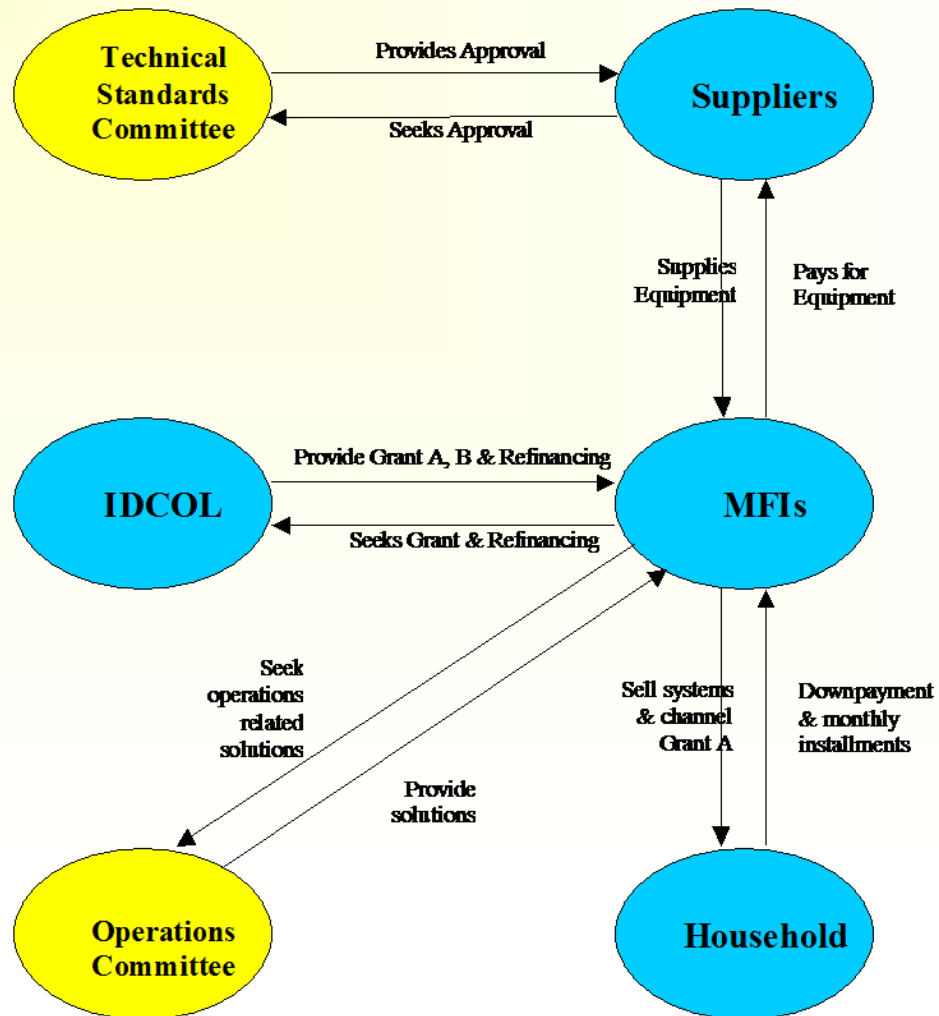 Technical
Standards
Committee
Provides Approval
Seeks Approval
Suppliers
Supplies
Equipment
Pays for
Equipment
IDCOL
Provide Grant A, B & Refinancing
Seeks Grant & Refinancing
MFIs
Seek
operations
related
solutions
Provide
solutions
Sell systems
& channel
Grant A
Downpayment
& monthly
installments
Operations
Committee
Household